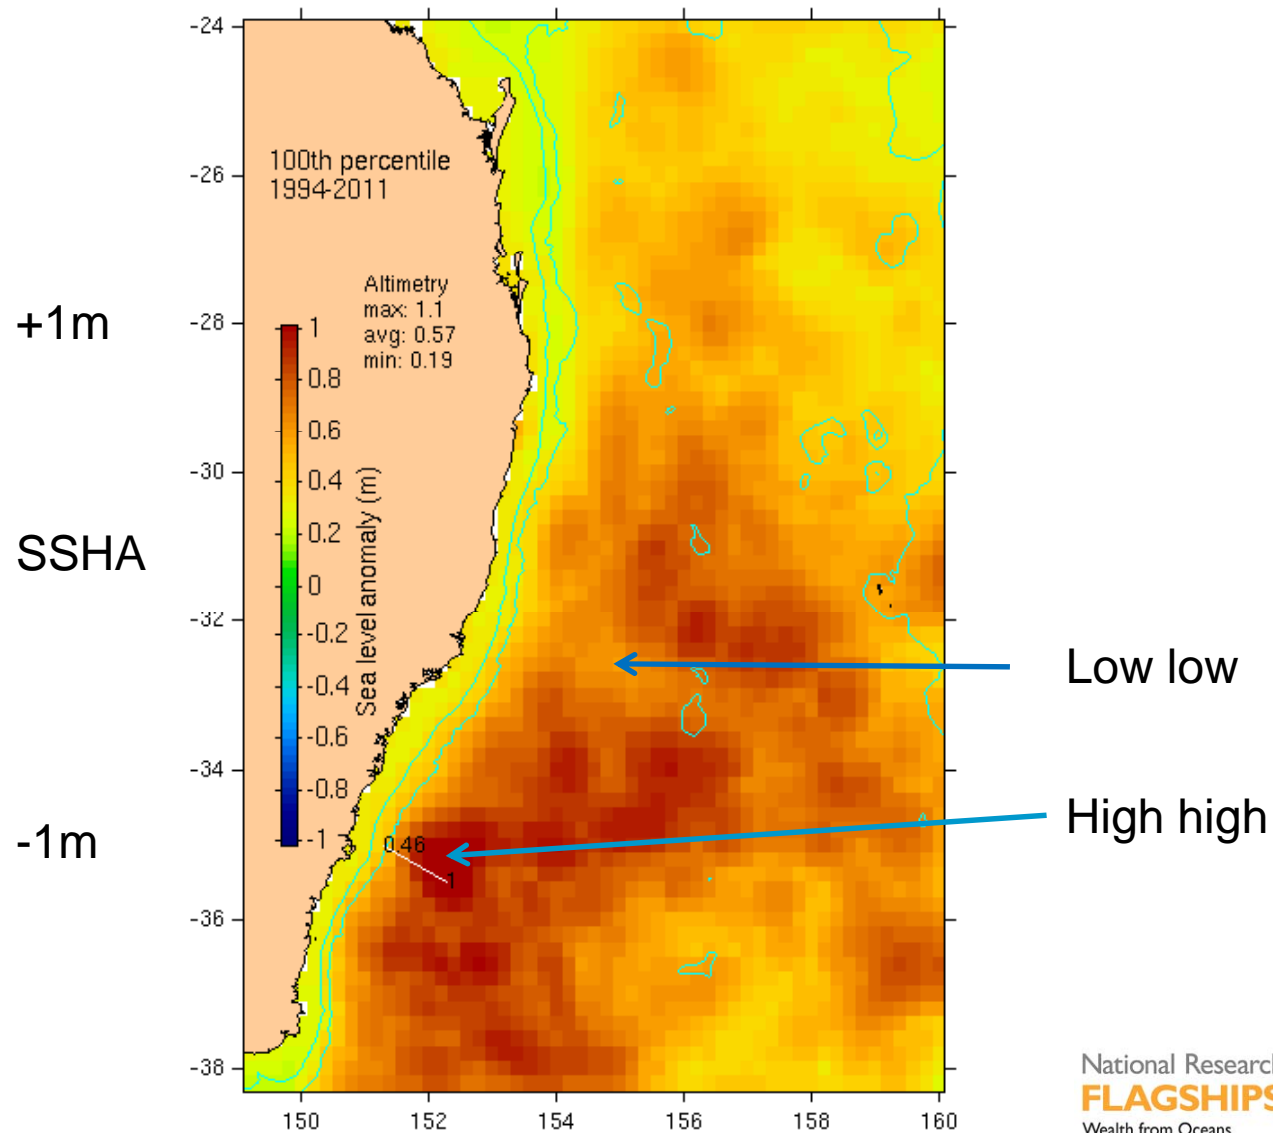 -24
-26
-28
-30
-32
-34
-36
-38
100th percentile
1994-2011
Altimetry
max: 1.1
avg: 0.57
min: 0.19
+1m
SSHA
-1m
1
0.8
0.6
0.4
0.2
0
-0.2
-0.4
-0.6
-0.8
-1
Sea level anomaly (m)
0.46
1
Low low
High high
150
152
154
156
158
160
National Research
FLAGSHIPS
Wealth from Oceans